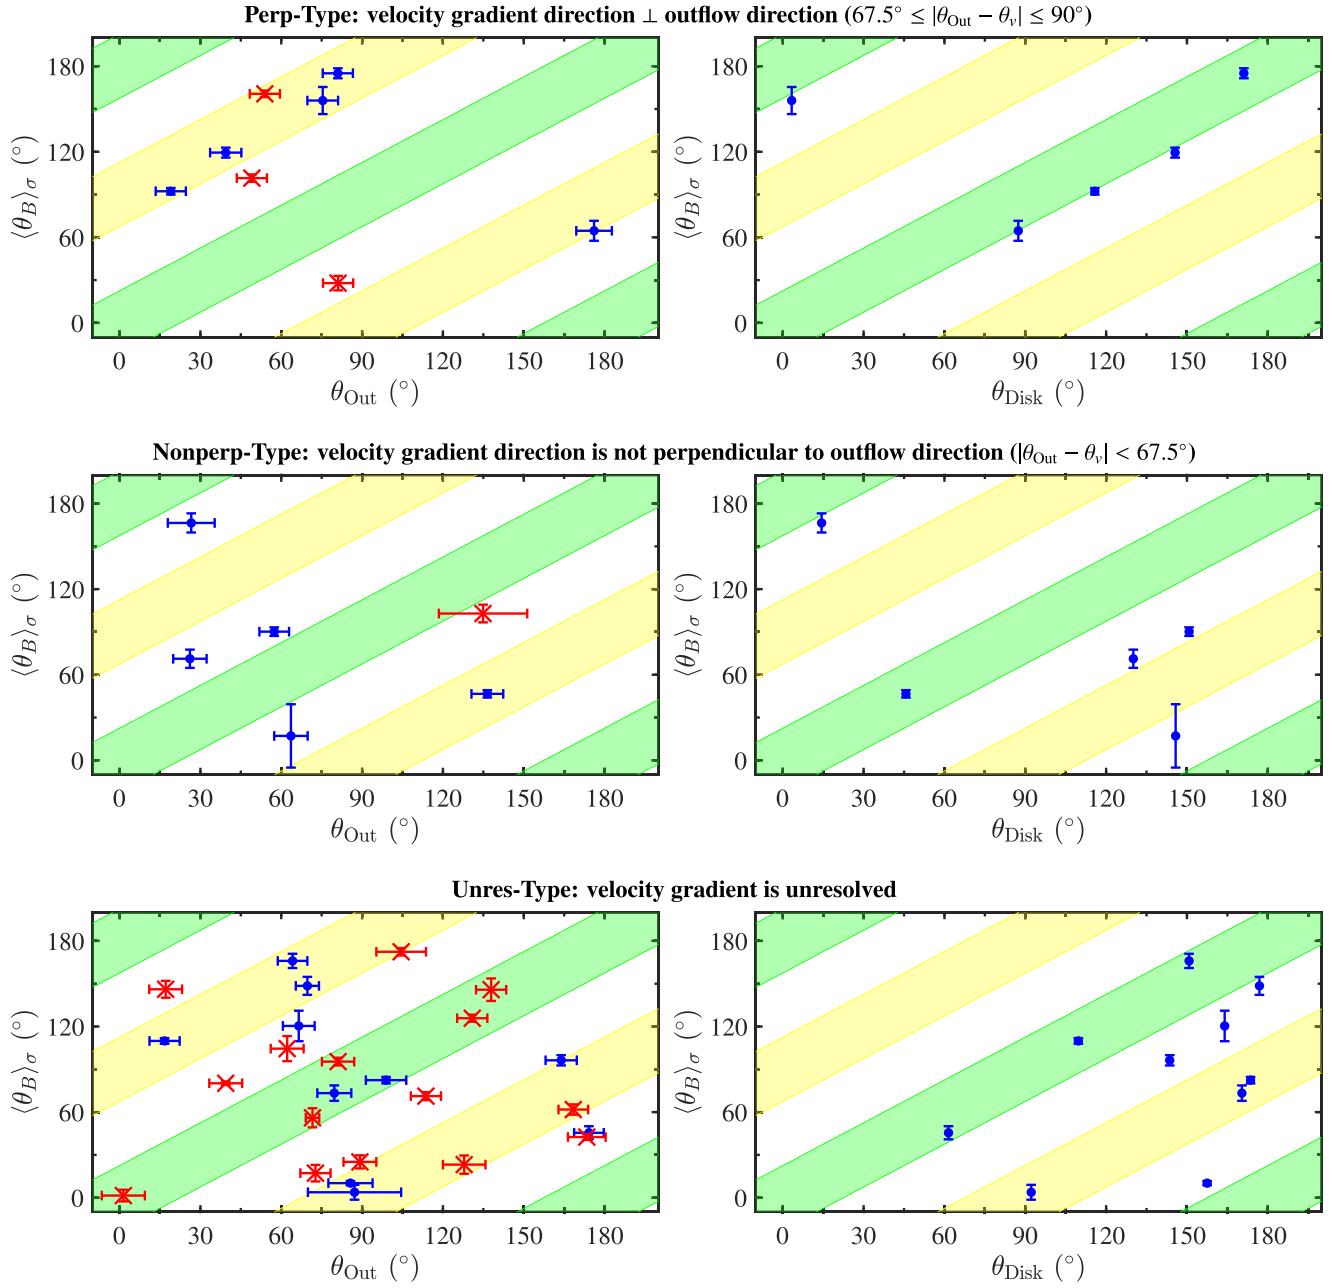 Perp-Type: velocity gradient direction ⊥ outflow direction (67.5° ≤ |θOut − θv| ≤ 90°)
180
120
60
0
⟨θB⟩σ (°)
0 30 60 90 120 150 180
θOut (°)
180
120
60
0
⟨θB⟩σ (°)
0 30 60 90 120 150 180
θDisk (°)
Nonperp-Type: velocity gradient direction is not perpendicular to outflow direction (|θOut − θv| < 67.5°)
180
120
60
0
⟨θB⟩σ (°)
0 30 60 90 120 150 180
θOut (°)
180
120
60
0
⟨θB⟩σ (°)
0 30 60 90 120 150 180
θDisk (°)
Unres-Type: velocity gradient is unresolved
180
120
60
0
⟨θB⟩σ (°)
0 30 60 90 120 150 180
θOut (°)
180
120
60
0
⟨θB⟩σ (°)
0 30 60 90 120 150 180
θDisk (°)